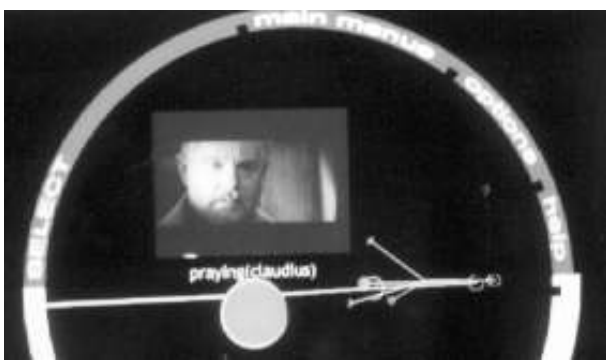 SELECT
main menus
options
help
praying(claudius)